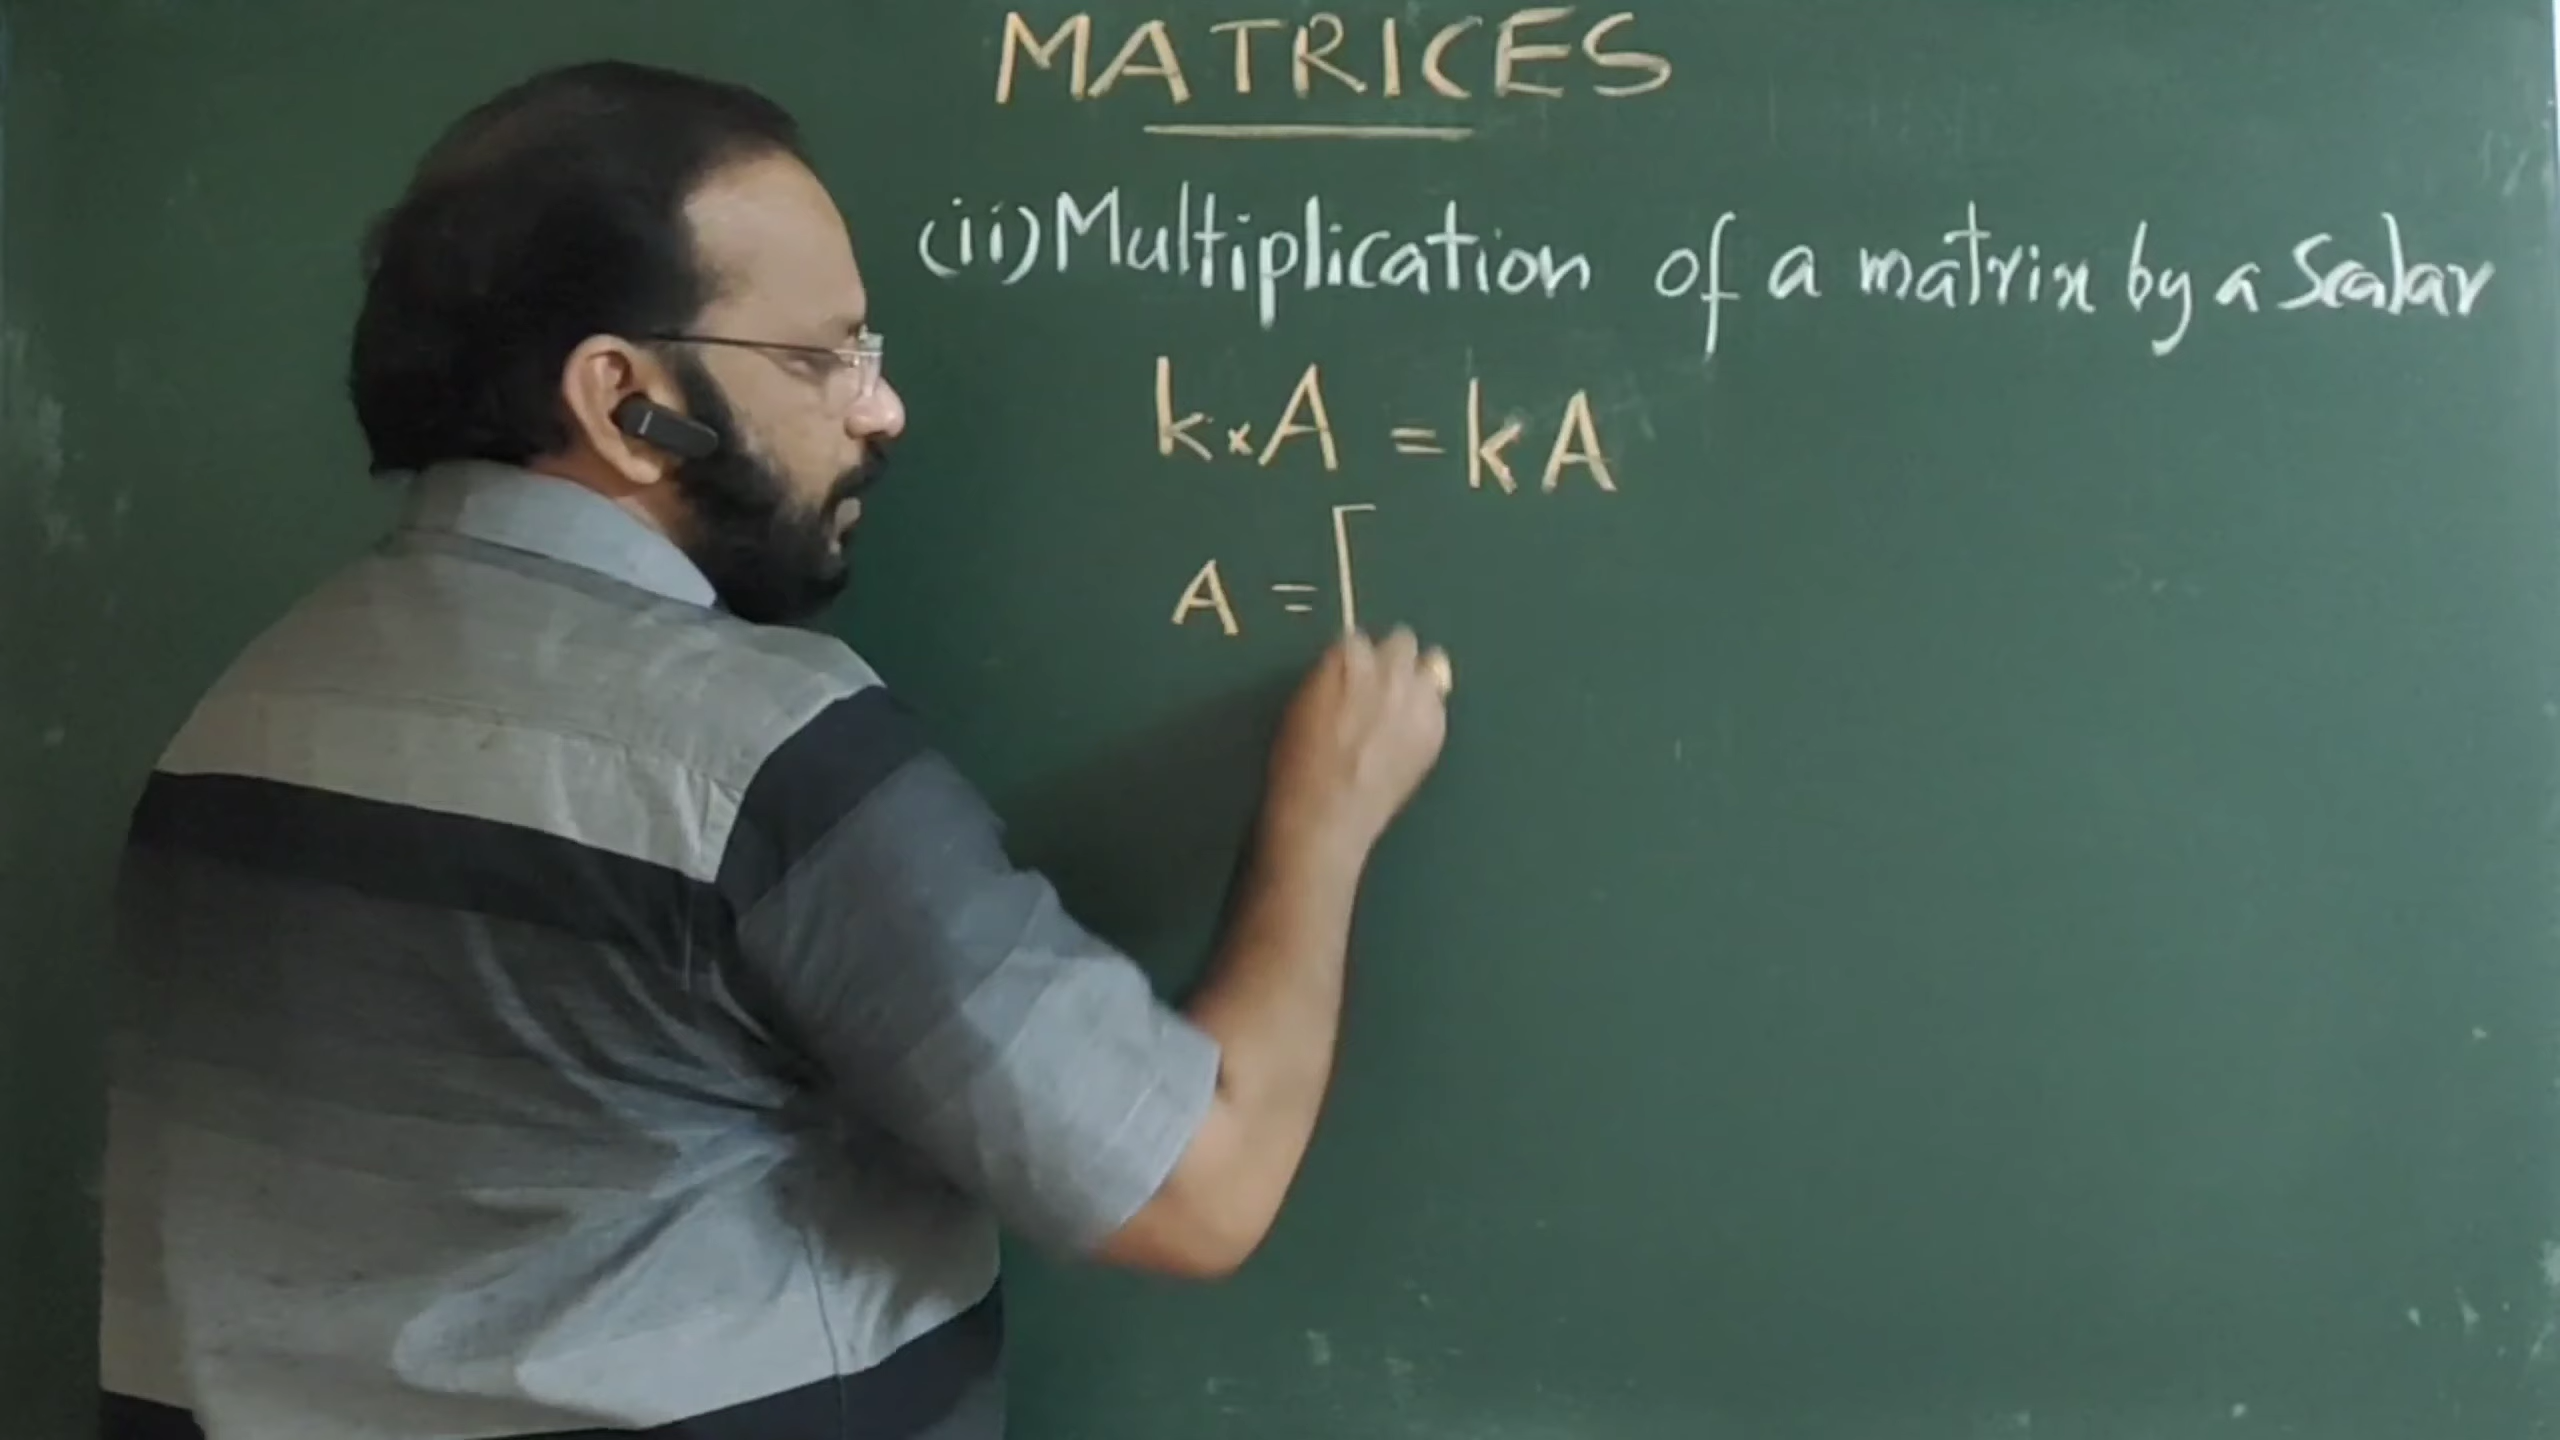 MATRICES
(ii) Multiplication of a matrix by a Scalar
k × A = kA
A = [